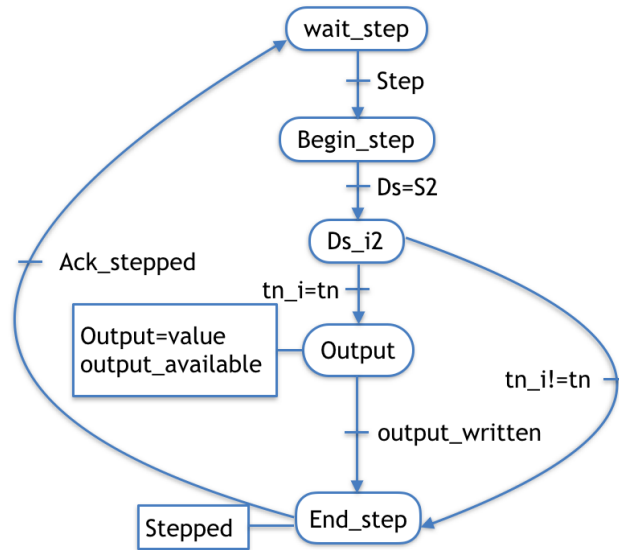 wait_step
Step
Begin_step
Ds=S2
Ds_i2
Ack_stepped
tn_i=tn
Output=value
output_available
Output
tn_i!=tn
output_written
End_step
Stepped